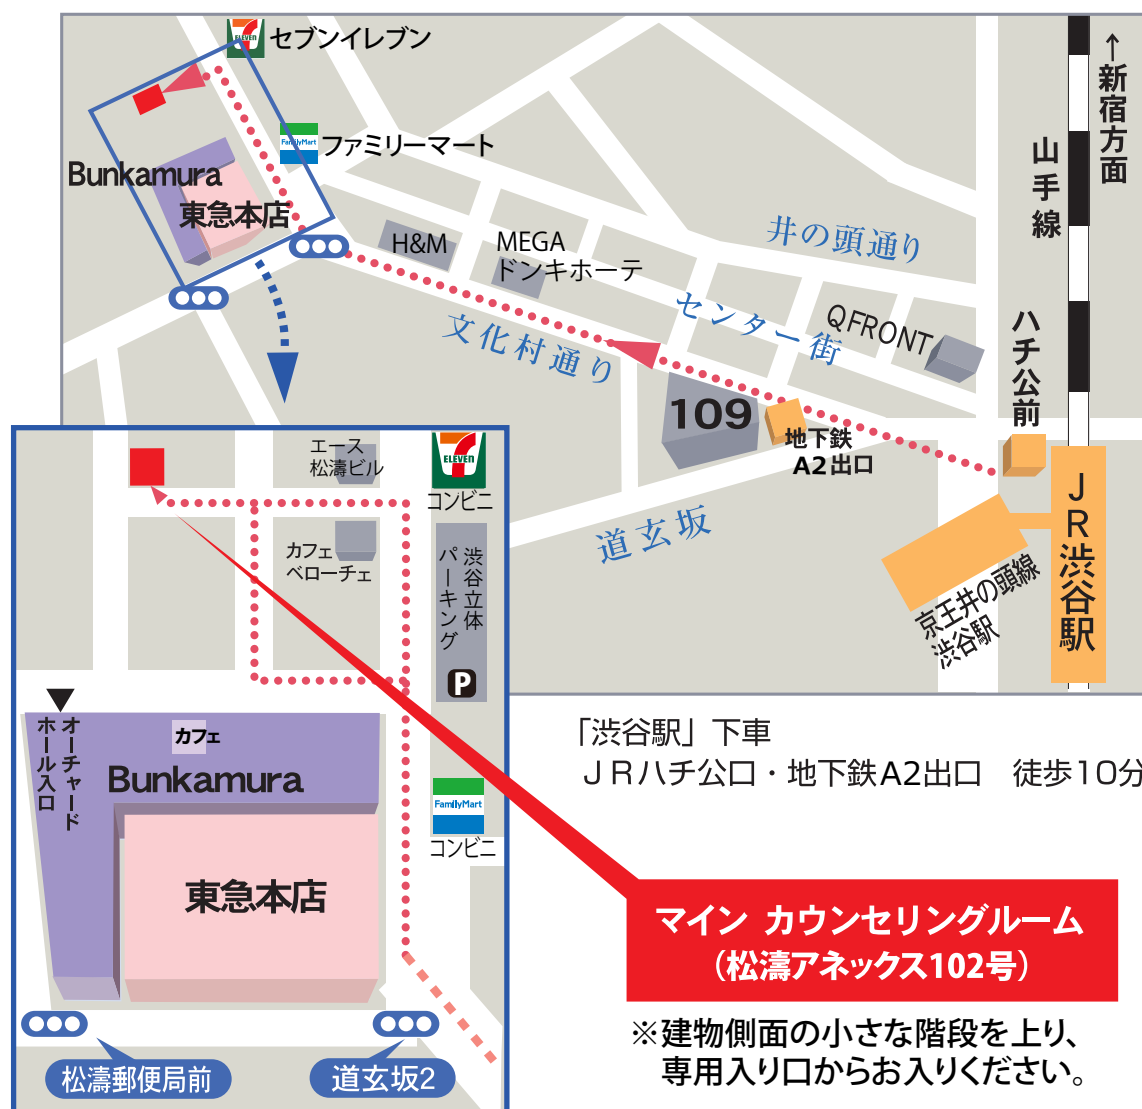 セブンイレブン
ELEVEN
FamilyMart
ファミリーマート
Bunkamura
東急本店
H&M
MEGA
ドンキホーテ
井の頭通り
センター街
文化村通り
道玄坂
QFRONT
109
地下鉄
A2出口
↑新宿方面
山手線
ハチ公前
JR渋谷駅
京王井の頭線
渋谷駅
エース
松濤ビル
ELEVEN
コンビニ
カフェ
ベローチェ
渋谷立体
パーキング
P
オーチャード
ホール入口
カフェ
Bunkamura
FamilyMart
コンビニ
東急本店
松濤郵便局前
道玄坂2
「渋谷駅」下車
JRハチ公口・地下鉄A2出口 徒歩10分
マイン カウンセリングルーム
（松濤アネックス102号）
※建物側面の小さな階段を上り、
専用入り口からお入りください。